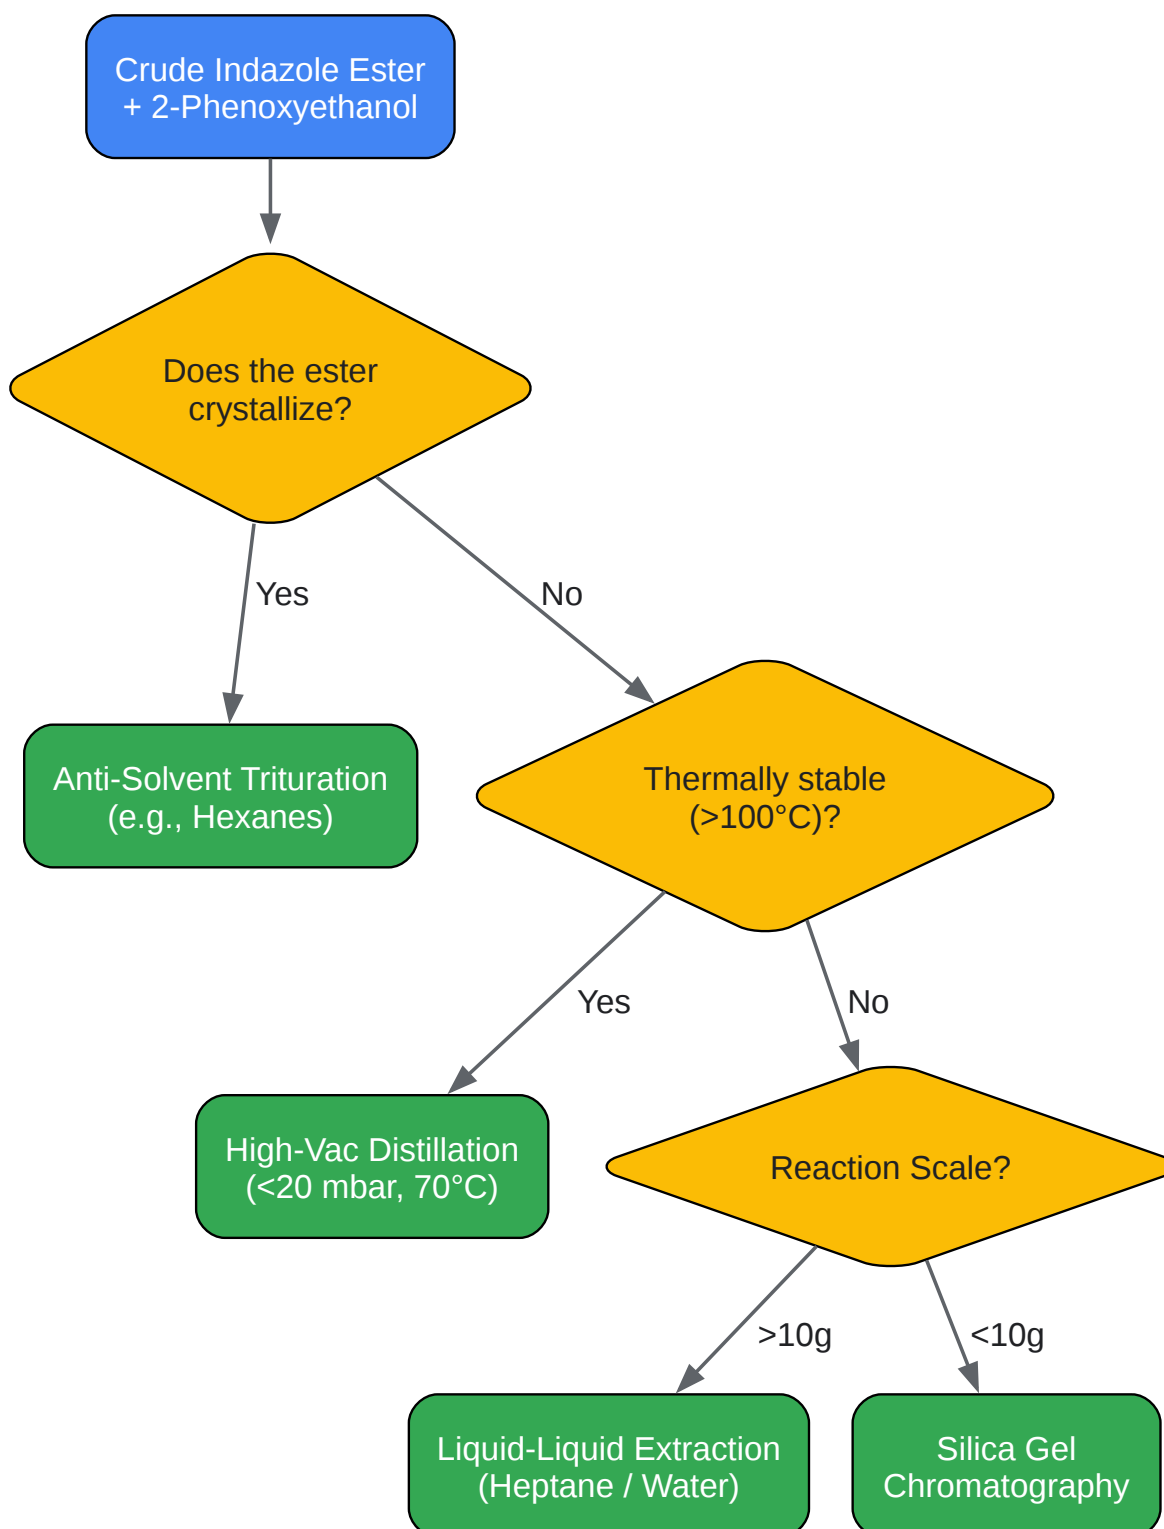 Crude Indazole Ester
+ 2-Phenoxyethanol
Does the ester
crystallize?
Yes
No
Anti-Solvent Trituration
(e.g., Hexanes)
Thermally stable
(>100°C)?
Yes
No
High-Vac Distillation
(<20 mbar, 70°C)
Reaction Scale?
>10g
<10g
Liquid-Liquid Extraction
(Heptane / Water)
Silica Gel
Chromatography